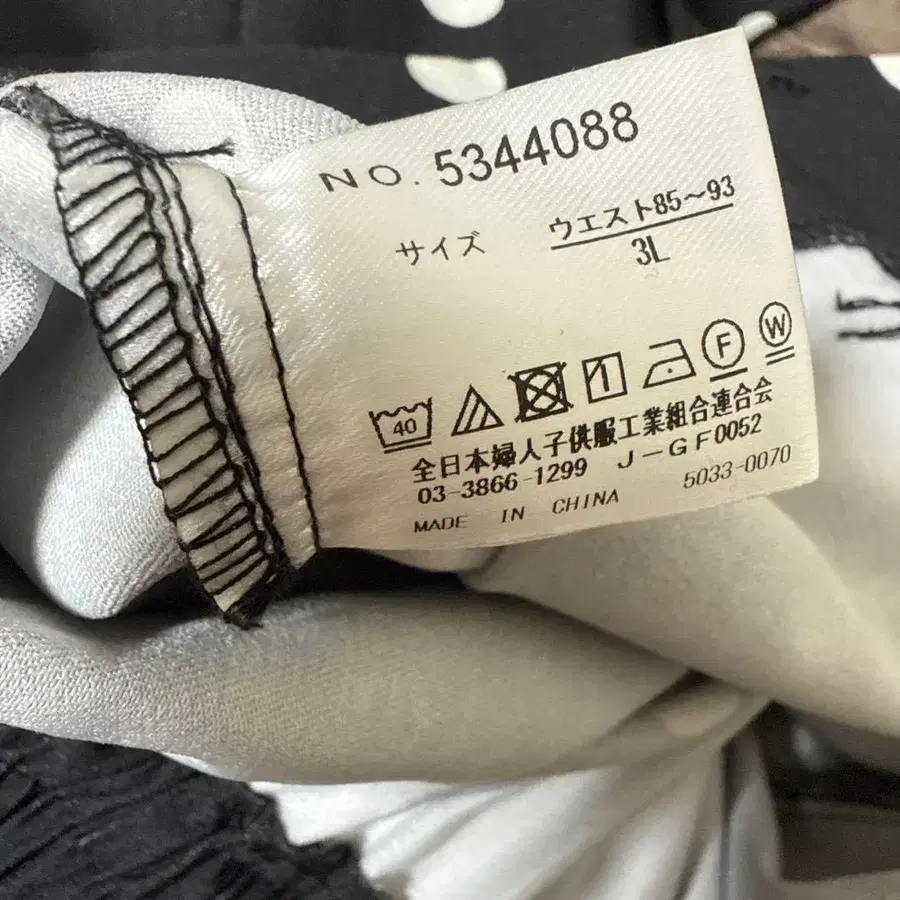 NO. 5344088
サイズ ウエスト85～93
3L
40 F W
全日本婦人子供服工業組合連合会
03-3866-1299 J-GF0052
MADE IN CHINA 5033-0070